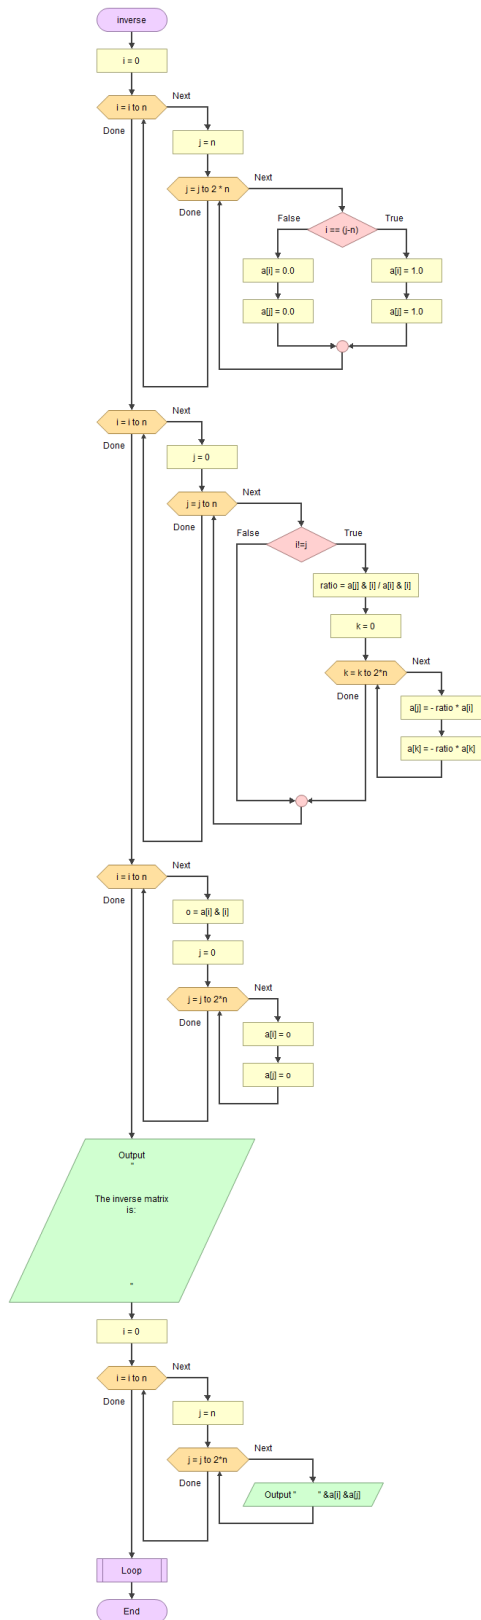 inverse
i = 0
i = i to n
Next
Done
j = n
j = j to 2 * n
Next
Done
False
i == (j-n)
True
a[i] = 0.0
a[i] = 1.0
a[j] = 0.0
a[j] = 1.0
i = i to n
Next
Done
j = 0
j = j to n
Next
Done
False
i!=j
True
ratio = a[j] & [i] / a[i] & [i]
k = 0
k = k to 2*n
Next
Done
a[j] = - ratio * a[i]
a[k] = - ratio * a[k]
i = i to n
Next
Done
o = a[i] & [i]
j = 0
j = j to 2*n
Next
Done
a[i] = o
a[j] = o
Output
"
The inverse matrix
is:
"
i = 0
i = i to n
Next
Done
j = n
j = j to 2*n
Next
Done
Output "        " &a[i] &a[j]
Loop
End